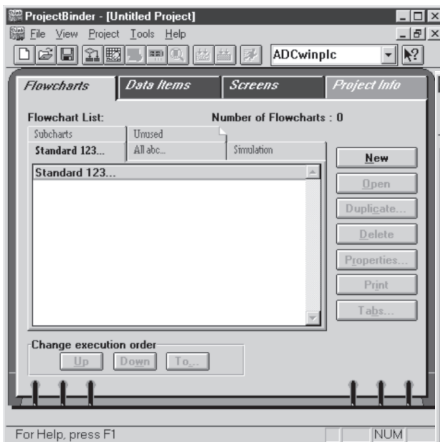 ProjectBinder - [Untitled Project]
File View Project Tools Help
ADCwinplc
Flowcharts Data Items Screens Project Info
Flowchart List: Number of Flowcharts : 0
Subcharts Unused
Standard 123... All abc... Simulation
Standard 123...
New
Open
Duplicate...
Delete
Properties...
Print
Tabs...
Change execution order
Up Down To...
For Help, press F1 NUM